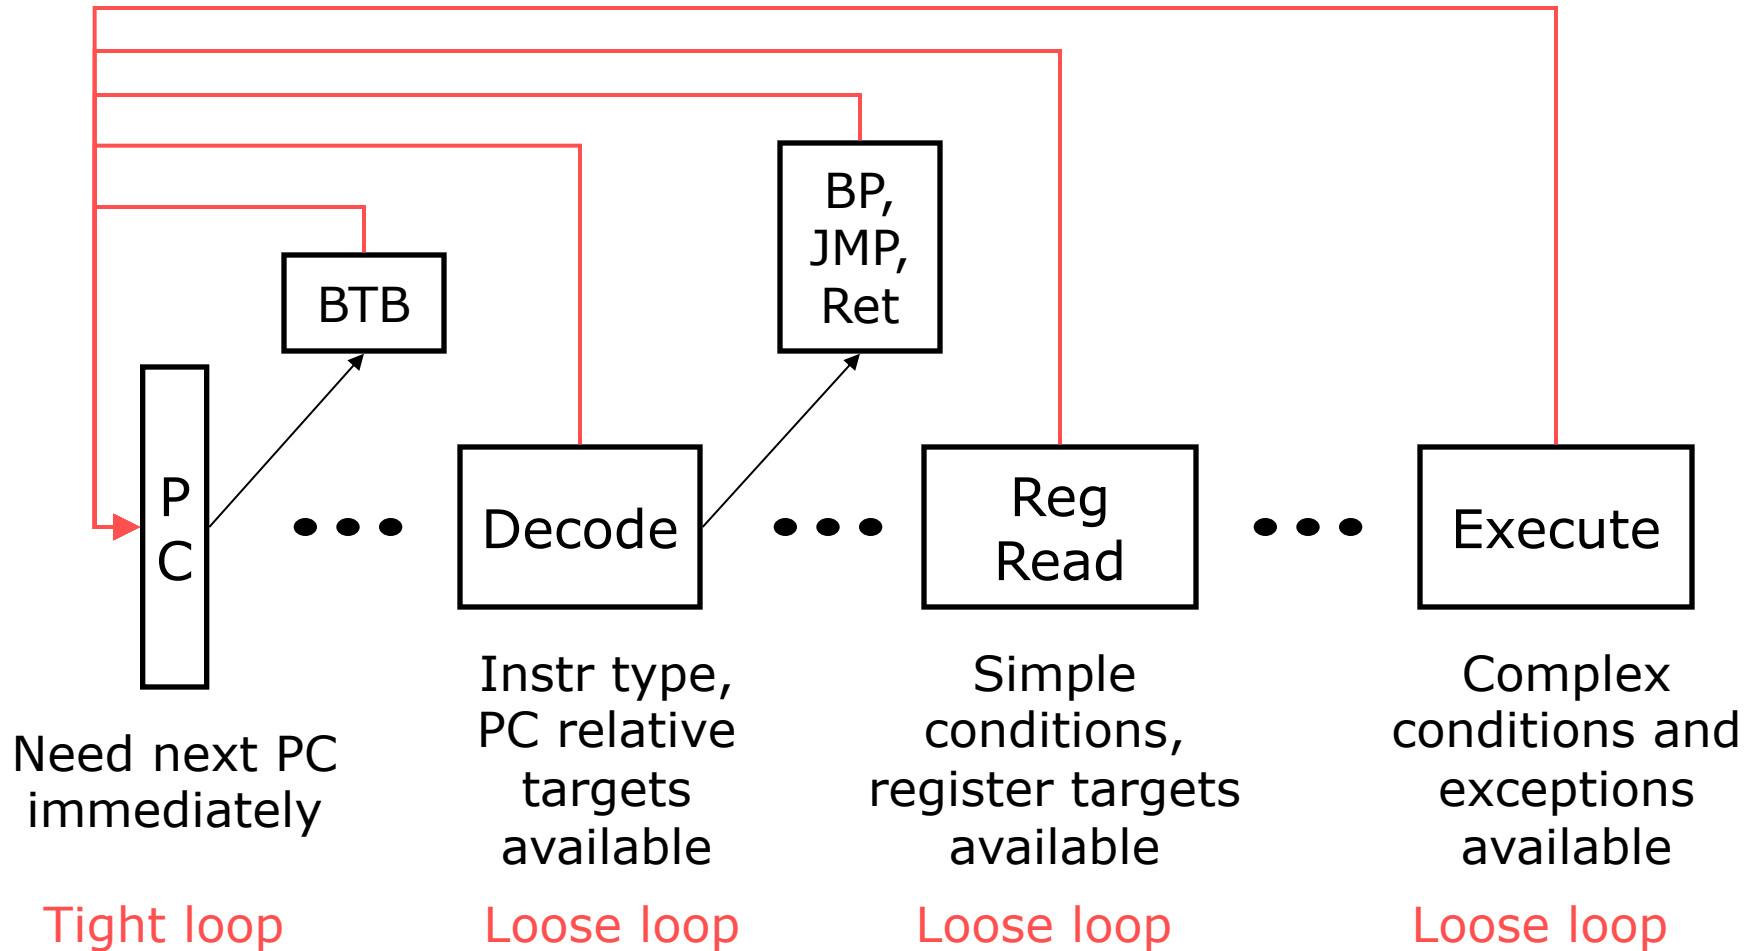 BP,
JMP,
Ret
BTB
P
C
Decode
Reg
Read
Execute
Need next PC
immediately
Instr type,
PC relative
targets
available
Simple
conditions,
register targets
available
Complex
conditions and
exceptions
available
Tight loop
Loose loop
Loose loop
Loose loop